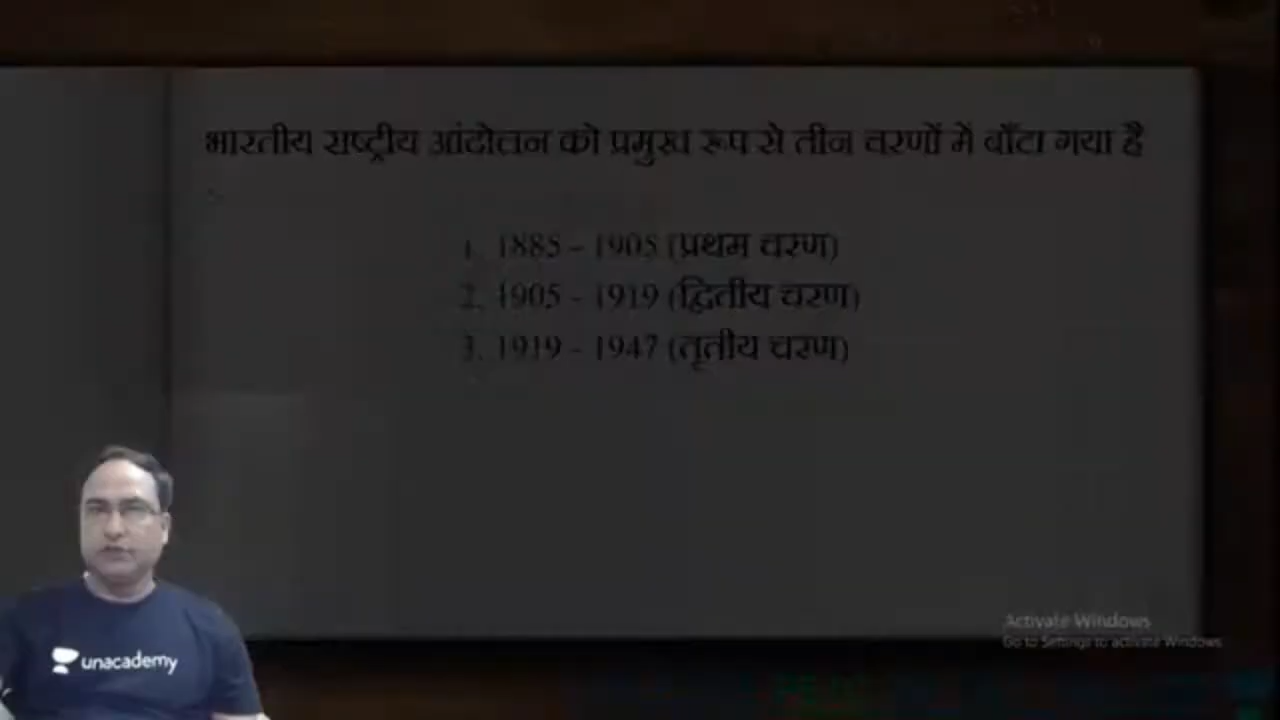 भारतीय राष्ट्रीय आंदोलन को प्रमुख रूप से तीन चरणों में बाँटा गया है
:
1. 1885 - 1905 (प्रथम चरण)
2. 1905 - 1919 (द्वितीय चरण)
3. 1919 - 1947 (तृतीय चरण)
unacademy
Activate Windows
Go to Settings to activate Windows.